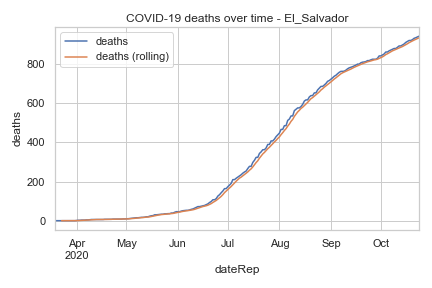 COVID-19 deaths over time - El_Salvador
deaths
deaths (rolling)
deaths
800
600
400
200
0
Apr May Jun Jul Aug Sep Oct
2020
dateRep